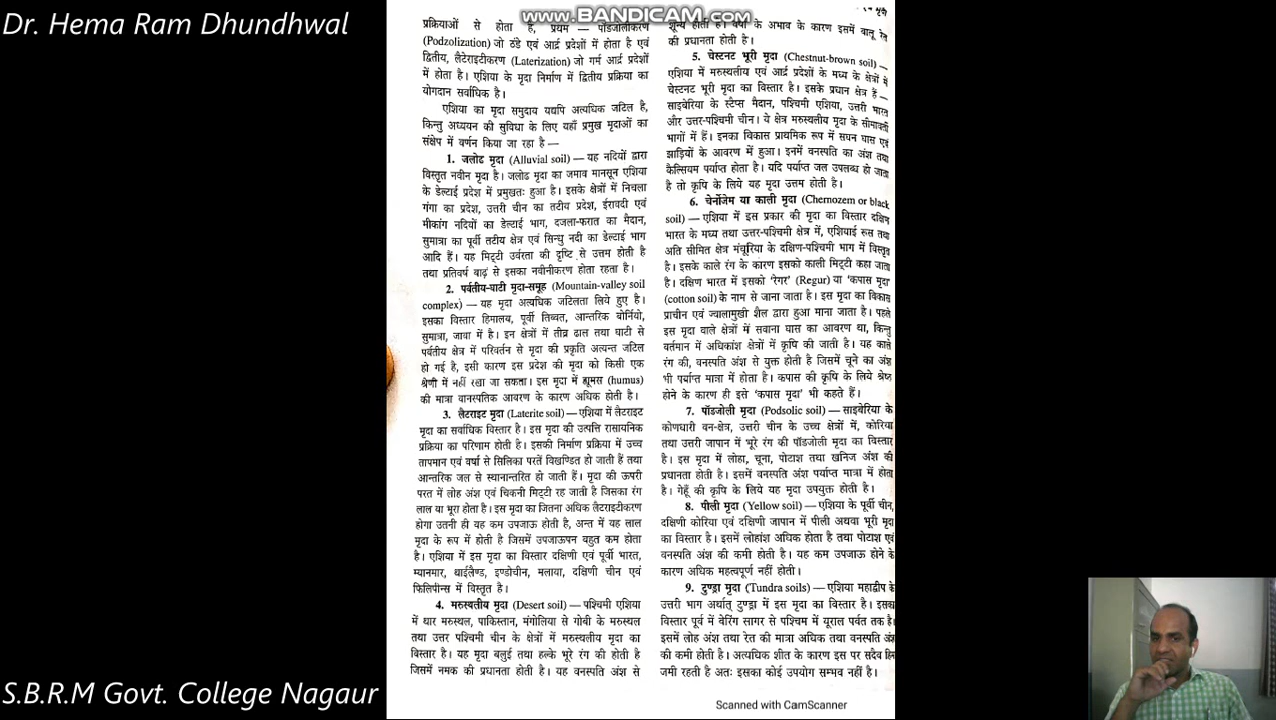 Dr. Hema Ram Dhundhwal
www.BANDICAM.com
प्रक्रियाओं से होता है, प्रथम — पॉडजोलीकरण
(Podzolization) जो ठंडे एवं आर्द्र प्रदेशों में होता है एवं
द्वितीय, लैटेराइटीकरण (Laterization) जो गर्म आर्द्र प्रदेशों
में होता है। एशिया के मृदा निर्माण में द्वितीय प्रक्रिया का
योगदान सर्वाधिक है।
एशिया का मृदा समुदाय यद्यपि अत्यधिक जटिल है,
किन्तु अध्ययन की सुविधा के लिए यहाँ प्रमुख मृदाओं का
संक्षेप में वर्णन किया जा रहा है —
1. जलोढ मृदा (Alluvial soil) — यह नदियों द्वारा
विस्तृत नवीन मृदा है। जलोढ मृदा का जमाव मानसून एशिया
के डेल्टाई प्रदेश में प्रमुखतः हुआ है। इसके क्षेत्रों में निचला
गंगा का प्रदेश, उत्तरी चीन का तटीय प्रदेश, ईरावदी एवं
मीकांग नदियों का डेल्टाई भाग, दजला-फरात का मैदान,
सुमात्रा का पूर्वी तटीय क्षेत्र एवं सिन्धु नदी का डेल्टाई भाग
आदि हैं। यह मिट्टी उर्वरता की दृष्टि से उत्तम होती है
तथा प्रतिवर्ष बाढ़ से इसका नवीनीकरण होता रहता है।
2. पर्वतीय-घाटी मृदा-समूह (Mountain-valley soil
complex) — यह मृदा अत्यधिक जटिलता लिये हुए है।
इसका विस्तार हिमालय, पूर्वी तिब्बत, आन्तरिक बोर्नियो,
सुमात्रा, जावा में है। इन क्षेत्रों में तीव्र ढाल तथा घाटी से
पर्वतीय क्षेत्र में परिवर्तन से मृदा की प्रकृति अत्यन्त जटिल
हो गई है, इसी कारण इस प्रदेश की मृदा को किसी एक
श्रेणी में नहीं रखा जा सकता। इस मृदा में ह्यूमस (humus)
की मात्रा वानस्पतिक आवरण के कारण अधिक होती है।
3. लैटराइट मृदा (Laterite soil) — एशिया में लैटराइट
मृदा का सर्वाधिक विस्तार है। इस मृदा की उत्पत्ति रासायनिक
प्रक्रिया का परिणाम होती है। इसकी निर्माण प्रक्रिया में उच्च
तापमान एवं वर्षा से सिलिका परतें विखण्डित हो जाती हैं तथा
आन्तरिक जल से स्थानान्तरित हो जाती हैं। मृदा की ऊपरी
परत में लोह अंश एवं चिकनी मिट्टी रह जाती है जिसका रंग
लाल या भूरा होता है। इस मृदा का जितना अधिक लैटराइटीकरण
होगा उतनी ही यह कम उपजाऊ होती है, अन्त में यह लाल
मृदा के रूप में होती है जिसमें उपजाऊपन बहुत कम होता
है। एशिया में इस मृदा का विस्तार दक्षिणी एवं पूर्वी भारत,
म्यानमार, थाईलैण्ड, इण्डोचीन, मलाया, दक्षिणी चीन एवं
फिलिपीन्स में विस्तृत है।
4. मरुस्थलीय मृदा (Desert soil) — पश्चिमी एशिया
में थार मरुस्थल, पाकिस्तान, मंगोलिया से गोबी के मरुस्थल
तथा उत्तर पश्चिमी चीन के क्षेत्रों में मरुस्थलीय मृदा का
विस्तार है। यह मृदा बलुई तथा हल्के भूरे रंग की होती है
जिसमें नमक की प्रधानता होती है। यह वनस्पति अंश से
शून्य होती है। वर्षा के अभाव के कारण इसमें बालू रेत
की प्रधानता होती है।
5. चेस्टनट भूरी मृदा (Chestnut-brown soil) —
एशिया में मरुस्थलीय एवं आर्द्र प्रदेशों के मध्य के क्षेत्रों में
चेस्टनट भूरी मृदा का विस्तार है। इसके प्रधान क्षेत्र हैं —
साइबेरिया के स्टैप्स मैदान, पश्चिमी एशिया, उत्तरी भारत
और उत्तर-पश्चिमी चीन। ये क्षेत्र मरुस्थलीय मृदा के सीमावर्ती
भागों में हैं। इनका विकास प्राथमिक रूप में सघन घास एवं
झाड़ियों के आवरण में हुआ। इनमें वनस्पति का अंश तथा
कैल्सियम पर्याप्त होता है। यदि पर्याप्त जल उपलब्ध हो जाता
है तो कृषि के लिये यह मृदा उत्तम होती है।
6. चेर्नोजेम या काली मृदा (Chernozem or black
soil) — एशिया में इस प्रकार की मृदा का विस्तार दक्षिण
भारत के मध्य तथा उत्तर-पश्चिमी क्षेत्र में, एशियाई रूस तथा
अति सीमित क्षेत्र मंचूरिया के दक्षिण-पश्चिमी भाग में विस्तृत
है। इसके काले रंग के कारण इसको काली मिट्टी कहा जाता
है। दक्षिण भारत में इसको 'रेगर' (Regur) या 'कपास मृदा'
(cotton soil) के नाम से जाना जाता है। इस मृदा का विकास
प्राचीन एवं ज्वालामुखी शैल द्वारा हुआ माना जाता है। पहले
इस मृदा वाले क्षेत्रों में सवाना घास का आवरण था, किन्तु
वर्तमान में अधिकांश क्षेत्रों में कृषि की जाती है। यह काले
रंग की, वनस्पति अंश से युक्त होती है जिसमें चूने का अंश
भी पर्याप्त मात्रा में होता है। कपास की कृषि के लिये श्रेष्ठ
होने के कारण ही इसे 'कपास मृदा' भी कहते हैं।
7. पॉडजोली मृदा (Podsolic soil) — साइबेरिया के
कोणधारी वन-क्षेत्र, उत्तरी चीन के उच्च क्षेत्रों में, कोरिया
तथा उत्तरी जापान में भूरे रंग की पॉडजोली मृदा का विस्तार
है। इस मृदा में लोहा, चूना, पोटाश तथा खनिज अंश की
प्रधानता होती है। इसमें वनस्पति अंश पर्याप्त मात्रा में होता
है। गेहूँ की कृषि के लिये यह मृदा उपयुक्त होती है।
8. पीली मृदा (Yellow soil) — एशिया के पूर्वी चीन,
दक्षिणी कोरिया एवं दक्षिणी जापान में पीली अथवा भूरी मृदा
का विस्तार है। इसमें लोहांश अधिक होता है तथा पोटाश एवं
वनस्पति अंश की कमी होती है। यह कम उपजाऊ होने के
कारण अधिक महत्वपूर्ण नहीं होती।
9. टुण्ड्रा मृदा (Tundra soils) — एशिया महाद्वीप के
उत्तरी भाग अर्थात् टुण्ड्रा में इस मृदा का विस्तार है। इसका
विस्तार पूर्व में बेरिंग सागर से पश्चिम में यूराल पर्वत तक है।
इसमें लोह अंश तथा रेत की मात्रा अधिक तथा वनस्पति अंश
की कमी होती है। अत्यधिक शीत के कारण इस पर सदैव हिम
जमी रहती है अतः इसका कोई उपयोग सम्भव नहीं है।
S.B.R.M Govt. College Nagaur
Scanned with CamScanner